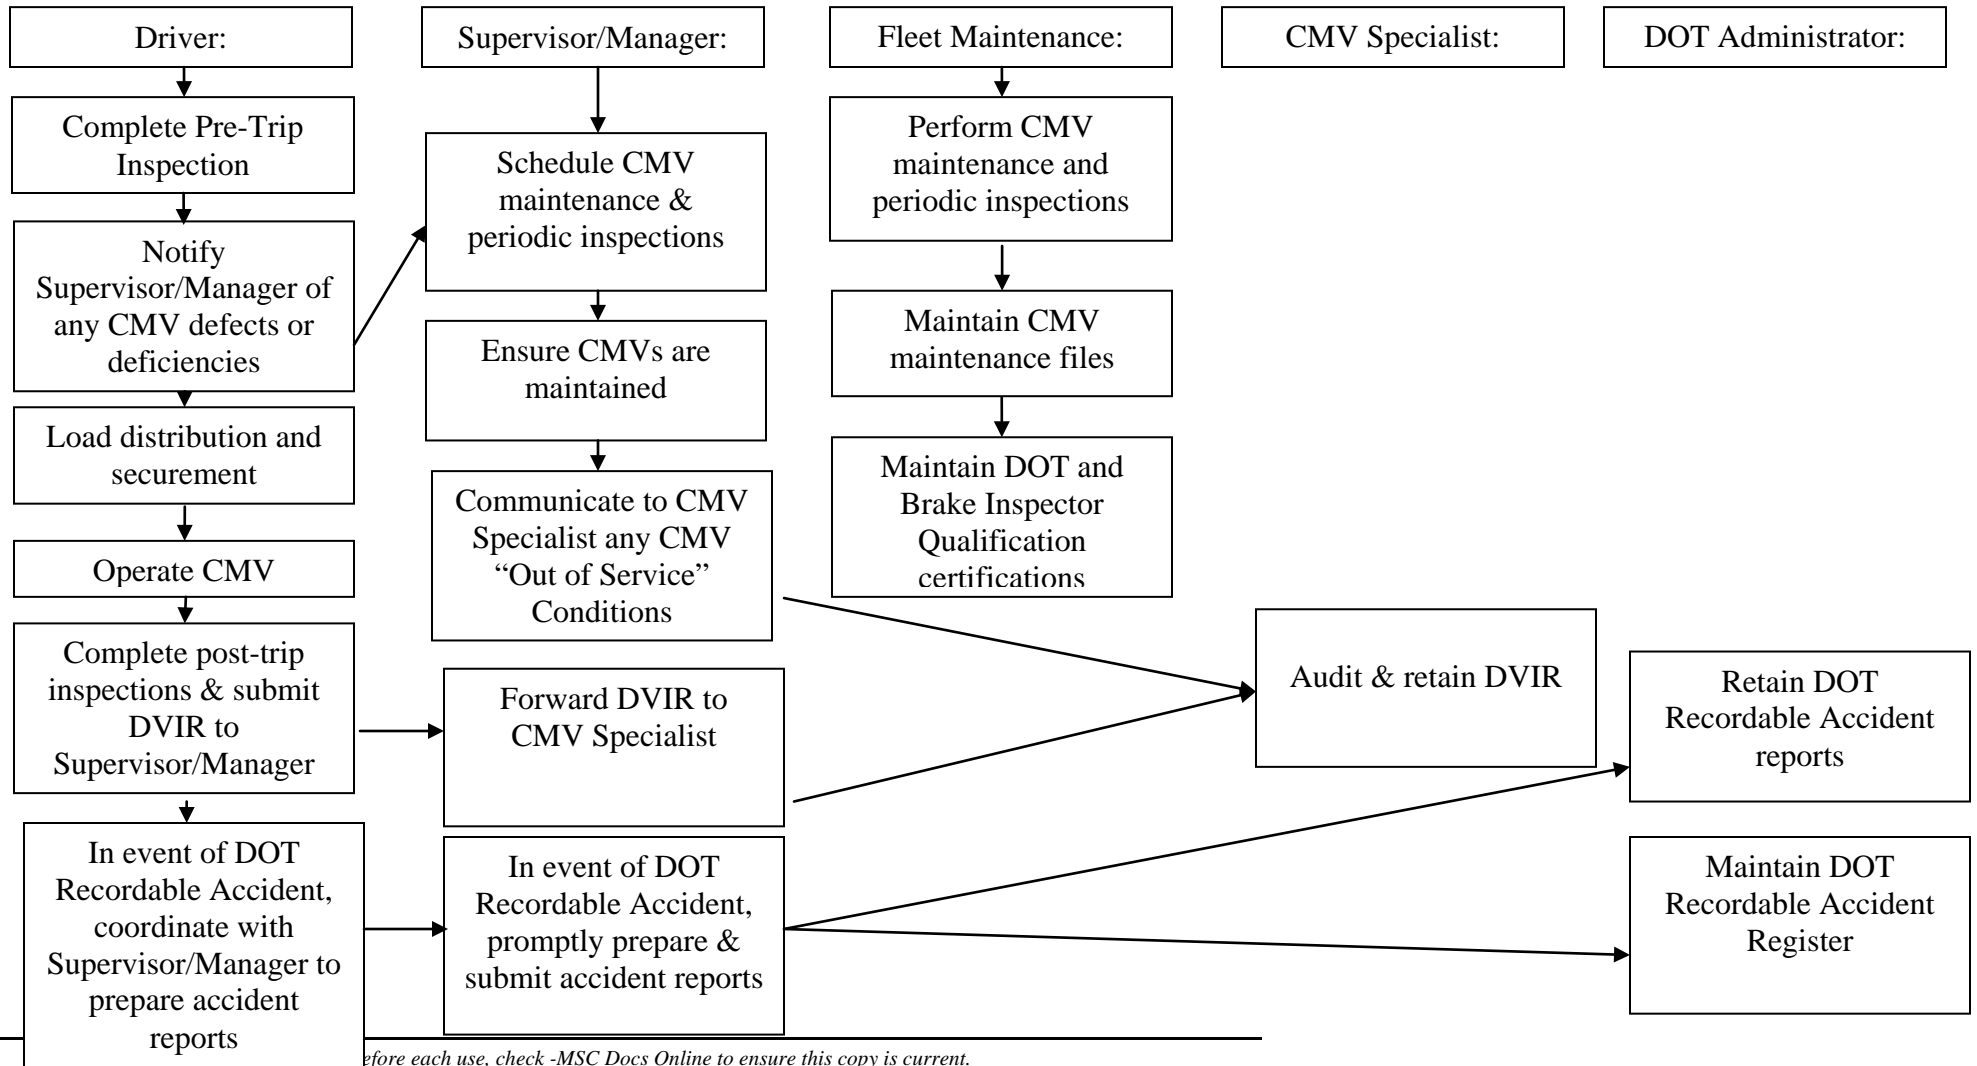 Driver:
Supervisor/Manager:
Fleet Maintenance:
CMV Specialist:
DOT Administrator:
Complete Pre-Trip
Inspection
Notify
Supervisor/Manager of
any CMV defects or
deficiencies
Load distribution and
securement
Operate CMV
Complete post-trip
inspections & submit
DVIR to
Supervisor/Manager
In event of DOT
Recordable Accident,
coordinate with
Supervisor/Manager to
prepare accident
reports
Schedule CMV
maintenance &
periodic inspections
Ensure CMVs are
maintained
Communicate to CMV
Specialist any CMV
“Out of Service”
Conditions
Forward DVIR to
CMV Specialist
In event of DOT
Recordable Accident,
promptly prepare &
submit accident reports
Perform CMV
maintenance and
periodic inspections
Maintain CMV
maintenance files
Maintain DOT and
Brake Inspector
Qualification
certifications
Audit & retain DVIR
Retain DOT
Recordable Accident
reports
Maintain DOT
Recordable Accident
Register
efore each use, check -MSC Docs Online to ensure this copy is current.